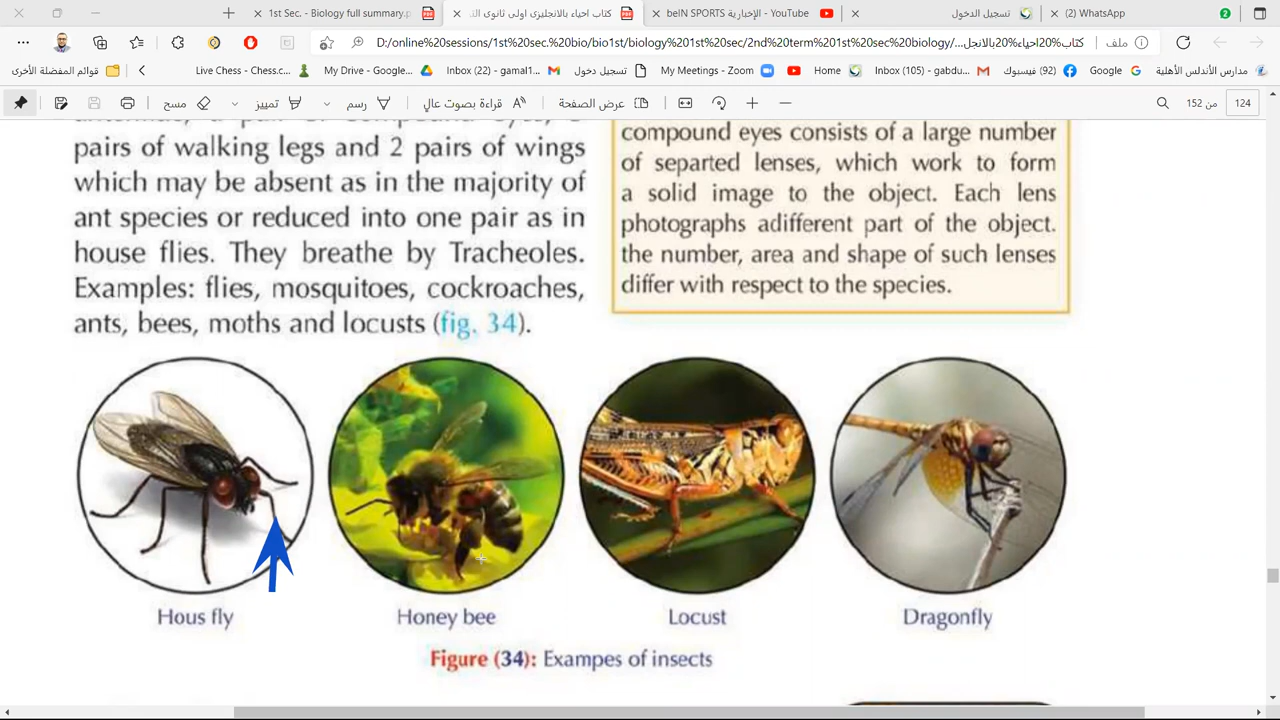 1st Sec. - Biology full summary.p
كتاب احياء بالانجليزى اولى ثانوى الت
beIN SPORTS الإخبارية - YouTube
تسجيل الدخول
(2) WhatsApp
2
D:/online%20sessions/1st%20sec.%20bio/bio1st/biology%201st%20sec/2nd%20term%201st%20sec%20biology/كتاب%20احياء%20بالانجل...
ملف
قوائم المفضلة الأخرى
Live Chess - Chess.c...
My Drive - Google...
Inbox (22) - gamal1...
تسجيل دخول
My Meetings - Zoom
Home
Inbox (105) - gabdu...
(92) فيسبوك
Google
مدارس الأندلس الأهلية
مسح
تمييز
رسم
قراءة بصوت عالٍ
عرض الصفحة
من 152
124
pairs of walking legs and 2 pairs of wings
which may be absent as in the majority of
ant species or reduced into one pair as in
house flies. They breathe by Tracheoles.
Examples: flies, mosquitoes, cockroaches,
ants, bees, moths and locusts (fig. 34).
compound eyes consists of a large number
of separted lenses, which work to form
a solid image to the object. Each lens
photographs adifferent part of the object.
the number, area and shape of such lenses
differ with respect to the species.
Hous fly
Honey bee
Locust
Dragonfly
Figure (34): Exampes of insects